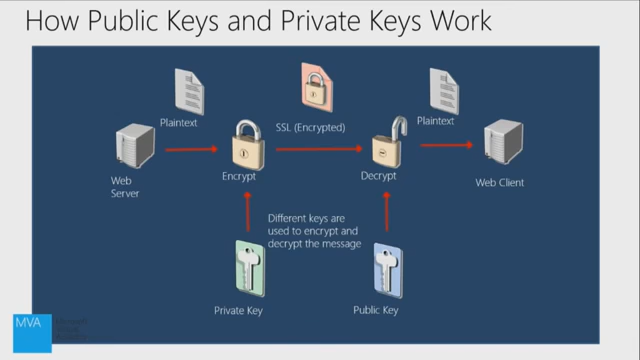 How Public Keys and Private Keys Work
Plaintext
SSL (Encrypted)
Plaintext
Web
Server
Encrypt
Decrypt
Web Client
Different keys are
used to encrypt and
decrypt the message
Private Key
Public Key
MVA